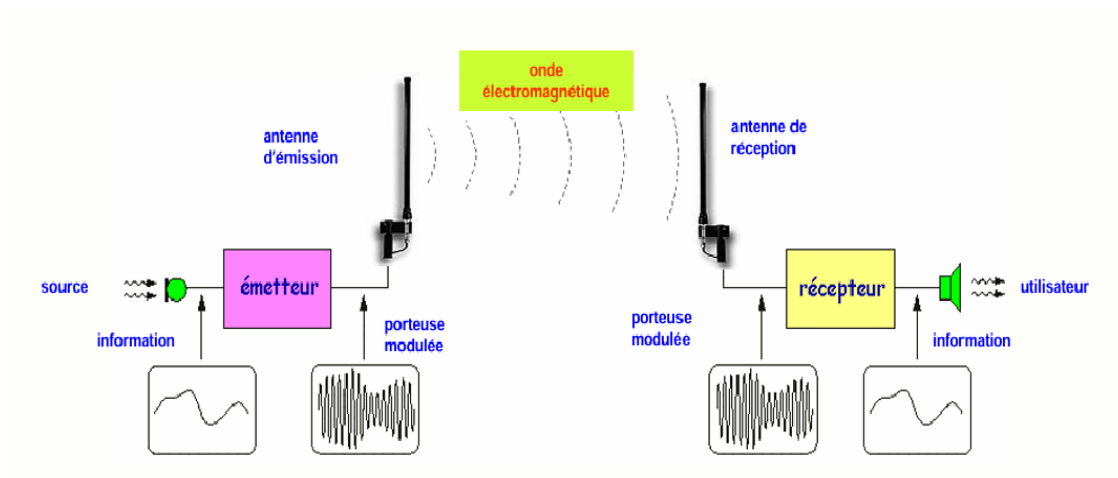 onde
électromagnétique
antenne
d'émission
antenne de
réception
source
émetteur
récepteur
utilisateur
information
porteuse
modulée
porteuse
modulée
information